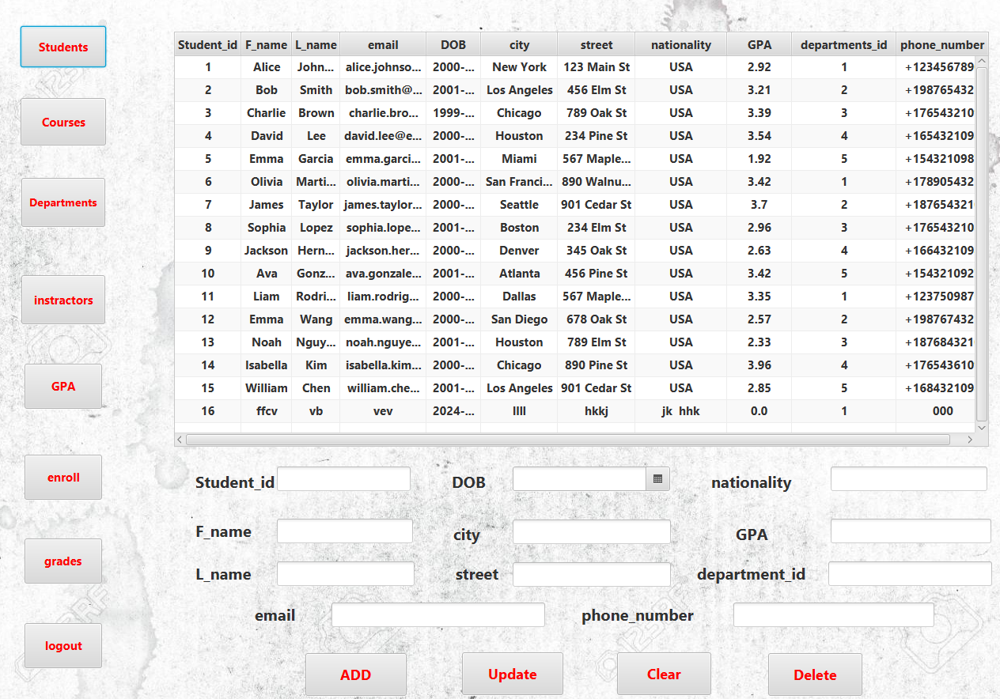 Students
Courses
Departments
instractors
GPA
enroll
grades
logout
Student_id F_name L_name email DOB city street nationality GPA departments_id phone_number
1 Alice John... alice.johnso... 2000-... New York 123 Main St USA 2.92 1 +123456789
2 Bob Smith bob.smith@... 2001-... Los Angeles 456 Elm St USA 3.21 2 +198765432
3 Charlie Brown charlie.bro... 1999-... Chicago 789 Oak St USA 3.39 3 +176543210
4 David Lee david.lee@e... 2000-... Houston 234 Pine St USA 3.54 4 +165432109
5 Emma Garcia emma.garci... 2001-... Miami 567 Maple... USA 1.92 5 +154321098
6 Olivia Marti... olivia.marti... 2000-... San Franci... 890 Walnu... USA 3.42 1 +178905432
7 James Taylor james.taylor... 2000-... Seattle 901 Cedar St USA 3.7 2 +187654321
8 Sophia Lopez sophia.lope... 2001-... Boston 234 Elm St USA 2.96 3 +176543210
9 Jackson Hern... jackson.her... 2000-... Denver 345 Oak St USA 2.63 4 +166432109
10 Ava Gonz... ava.gonzale... 2001-... Atlanta 456 Pine St USA 3.42 5 +154321092
11 Liam Rodri... liam.rodrig... 2000-... Dallas 567 Maple... USA 3.35 1 +123750987
12 Emma Wang emma.wang... 2000-... San Diego 678 Oak St USA 2.57 2 +198767432
13 Noah Nguy... noah.nguye... 2001-... Houston 789 Elm St USA 2.33 3 +187684321
14 Isabella Kim isabella.kim... 2000-... Chicago 890 Pine St USA 3.96 4 +176543610
15 William Chen william.che... 2001-... Los Angeles 901 Cedar St USA 2.85 5 +168432109
16 ffcv vb vev 2024-... llll hkkj jk hhk 0.0 1 000
Student_id DOB nationality
F_name city GPA
L_name street department_id
email phone_number
ADD Update Clear Delete
123RF